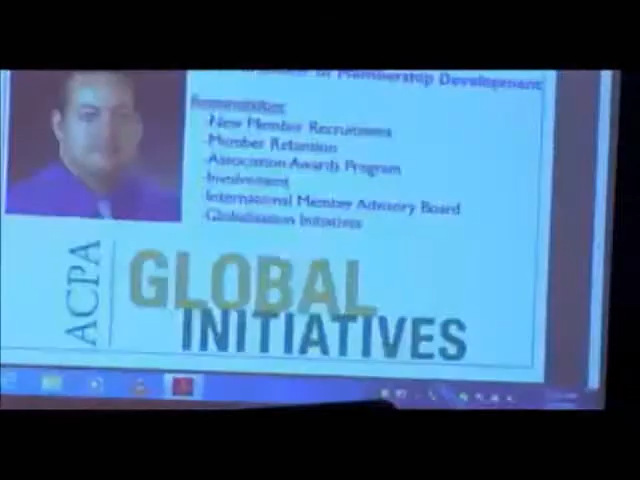 of Membership Development
Responsibilities:
-New Member Recruitment
-Member Retention
-Association Awards Program
-Involvement
-International Member Advisory Board
-Globalization Initiatives
ACPA
GLOBAL
INITIATIVES